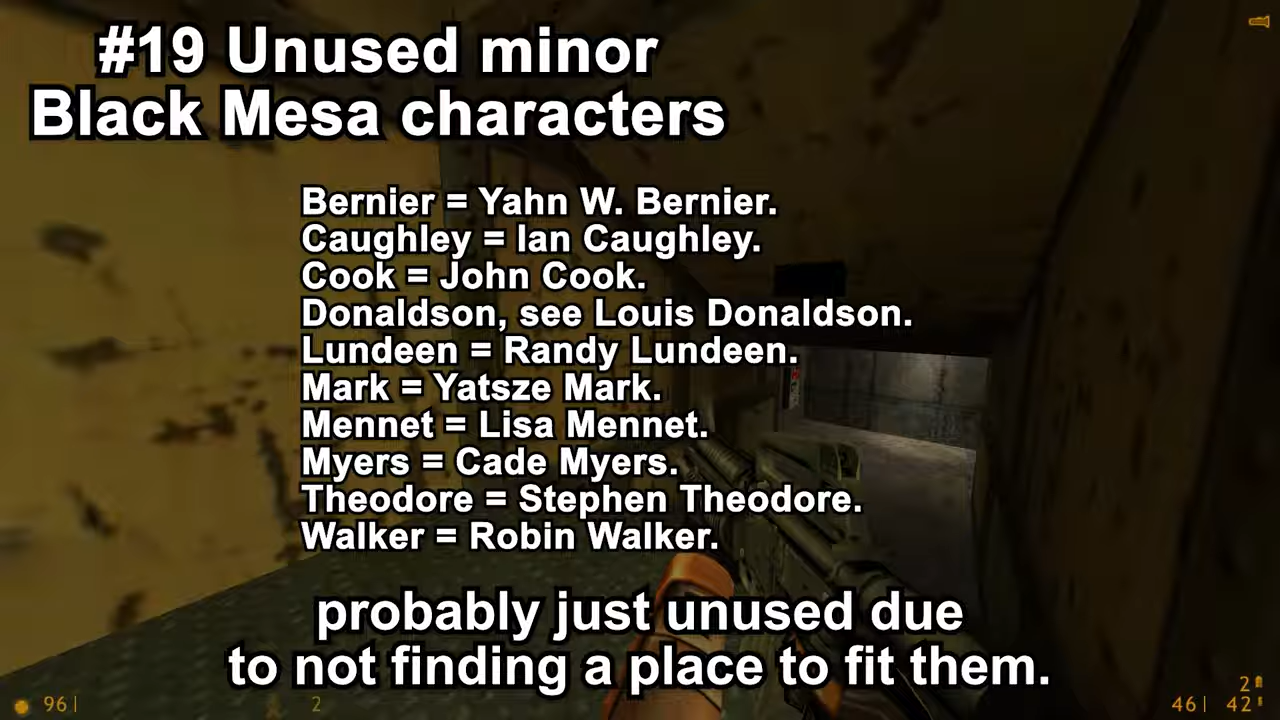 #19 Unused minor
Black Mesa characters
Bernier = Yahn W. Bernier.
Caughley = Ian Caughley.
Cook = John Cook.
Donaldson, see Louis Donaldson.
Lundeen = Randy Lundeen.
Mark = Yatsze Mark.
Mennet = Lisa Mennet.
Myers = Cade Myers.
Theodore = Stephen Theodore.
Walker = Robin Walker.
probably just unused due
to not finding a place to fit them.
2
96| 2 46| 42